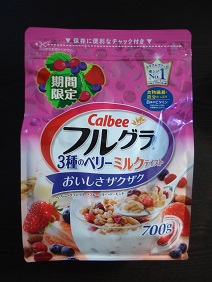 ▼ 保存に便利なチャック付き ▼
期間
限定
No.1
Calbee
フルグラ
3種のベリーミルクテイスト
おいしさザクザク
700g